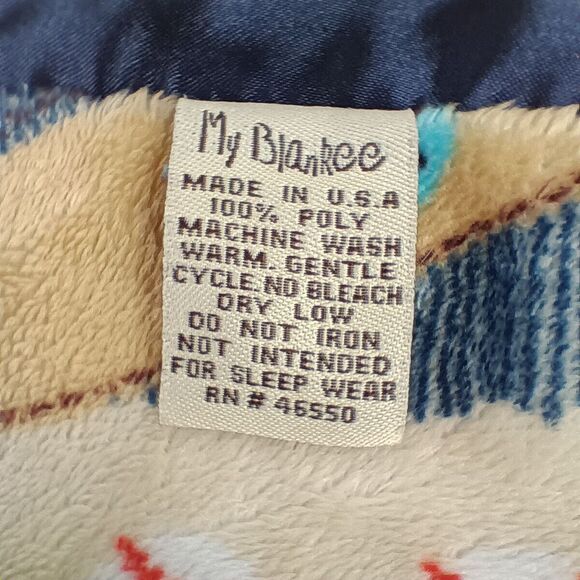 My Blankee
MADE IN U.S.A
100% POLY
MACHINE WASH
WARM. GENTLE
CYCLE. NO BLEACH
DRY LOW
DO NOT IRON
NOT INTENDED
FOR SLEEP WEAR
RN # 46550